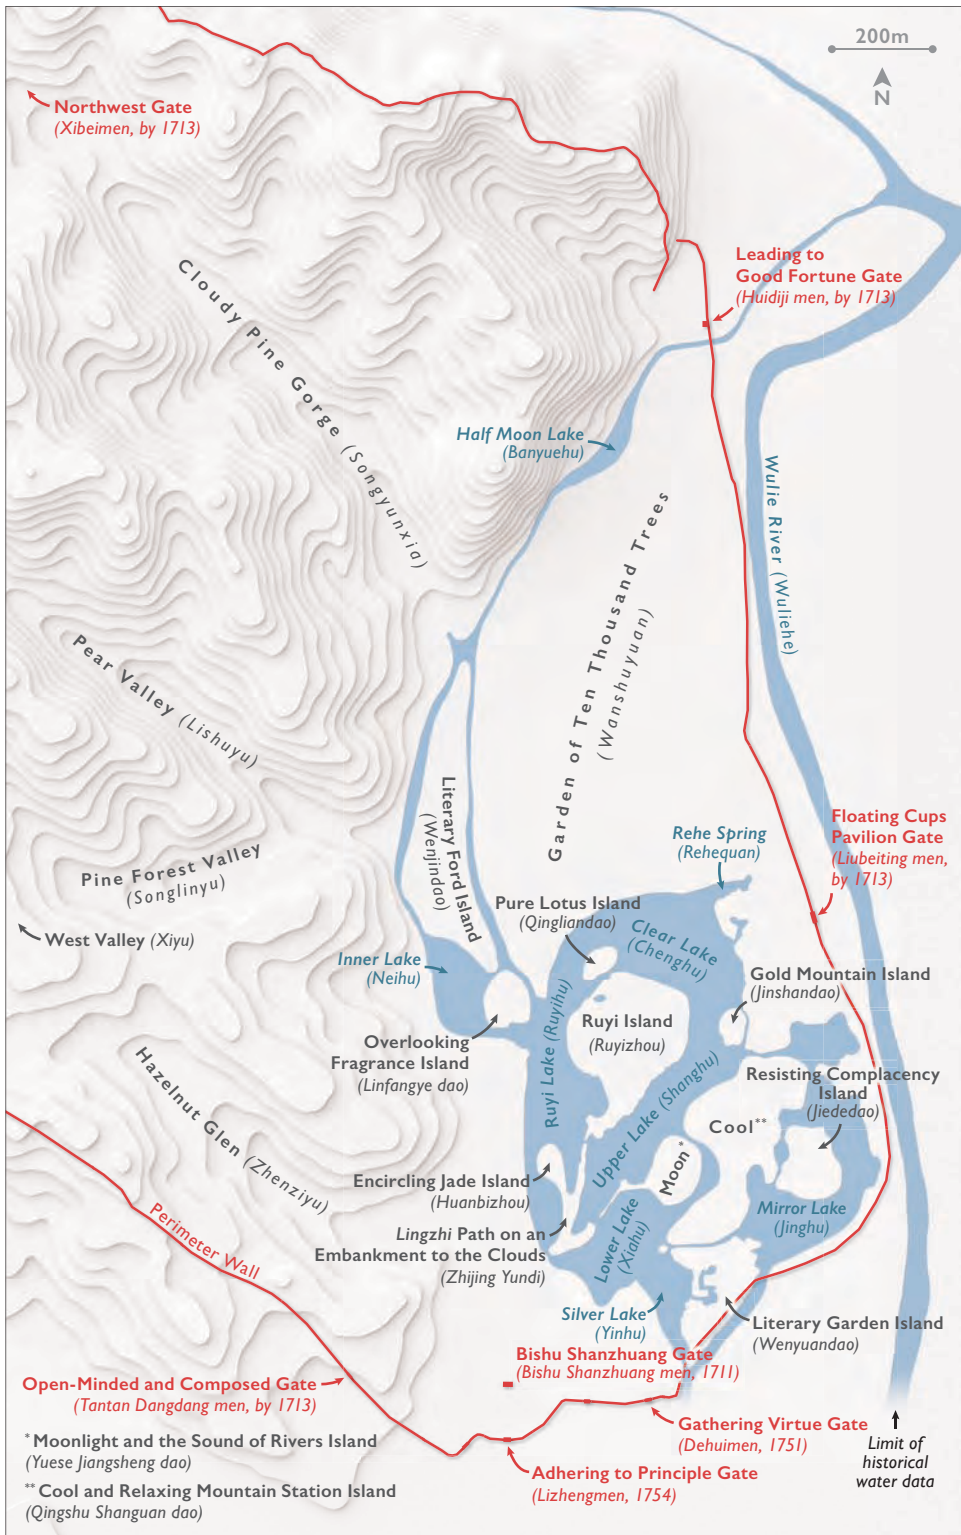 200m
N
Northwest Gate
(Xibeimen, by 1713)
Leading to
Good Fortune Gate
(Huidiji men, by 1713)
Cloudy Pine Gorge (Songyunxia)
Half Moon Lake
(Banyuehu)
Wulie River (Wuliehe)
Garden of Ten Thousand Trees
(Wanshuyuan)
Pear Valley (Lishuyu)
Literary Ford Island
(Wenjindao)
Rehe Spring
(Rehequan)
Floating Cups
Pavilion Gate
(Liubeiting men,
by 1713)
Pine Forest Valley
(Songlinyu)
West Valley (Xiyu)
Pure Lotus Island
(Qingliandao)
Clear Lake
(Chenghu)
Inner Lake
(Neihu)
Gold Mountain Island
(Jinshandao)
Ruyi Island
(Ruyizhou)
Ruyi Lake (Ruyihu)
Overlooking
Fragrance Island
(Linfangye dao)
Hazelnut Glen (Zhenziyu)
Upper Lake (Shanghu)
Resisting Complacency
Island
(Jiededao)
Cool**
Moon*
Encircling Jade Island
(Huanbizhou)
Mirror Lake
(Jinghu)
Lingzhi Path on an
Embankment to the Clouds
(Zhijing Yundi)
Lower Lake
(Xiahu)
Perimeter Wall
Silver Lake
(Yinhu)
Literary Garden Island
(Wenyuandao)
Bishu Shanzhuang Gate
(Bishu Shanzhuang men, 1711)
Open-Minded and Composed Gate
(Tantan Dangdang men, by 1713)
Gathering Virtue Gate
(Dehuimen, 1751)
Limit of
historical
water data
Adhering to Principle Gate
(Lizhengmen, 1754)
* Moonlight and the Sound of Rivers Island
(Yuese Jiangsheng dao)
** Cool and Relaxing Mountain Station Island
(Qingshu Shanguan dao)